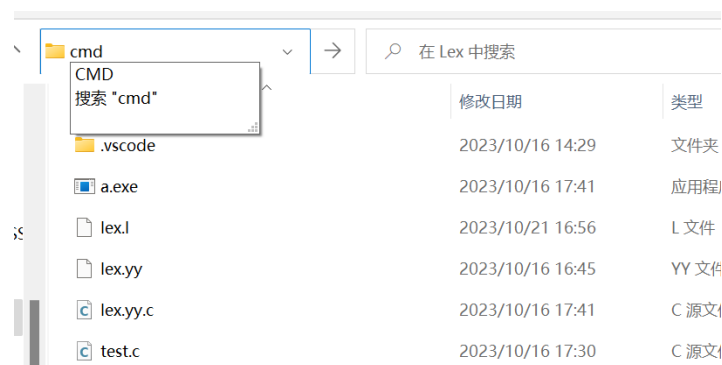 cmd
在 Lex 中搜索
CMD
搜索 "cmd"
修改日期
类型
.vscode
2023/10/16 14:29
文件夹
a.exe
2023/10/16 17:41
应用程
lex.l
2023/10/21 16:56
L 文件
lex.yy
2023/10/16 16:45
YY 文件
lex.yy.c
2023/10/16 17:41
C 源文
test.c
2023/10/16 17:30
C 源文